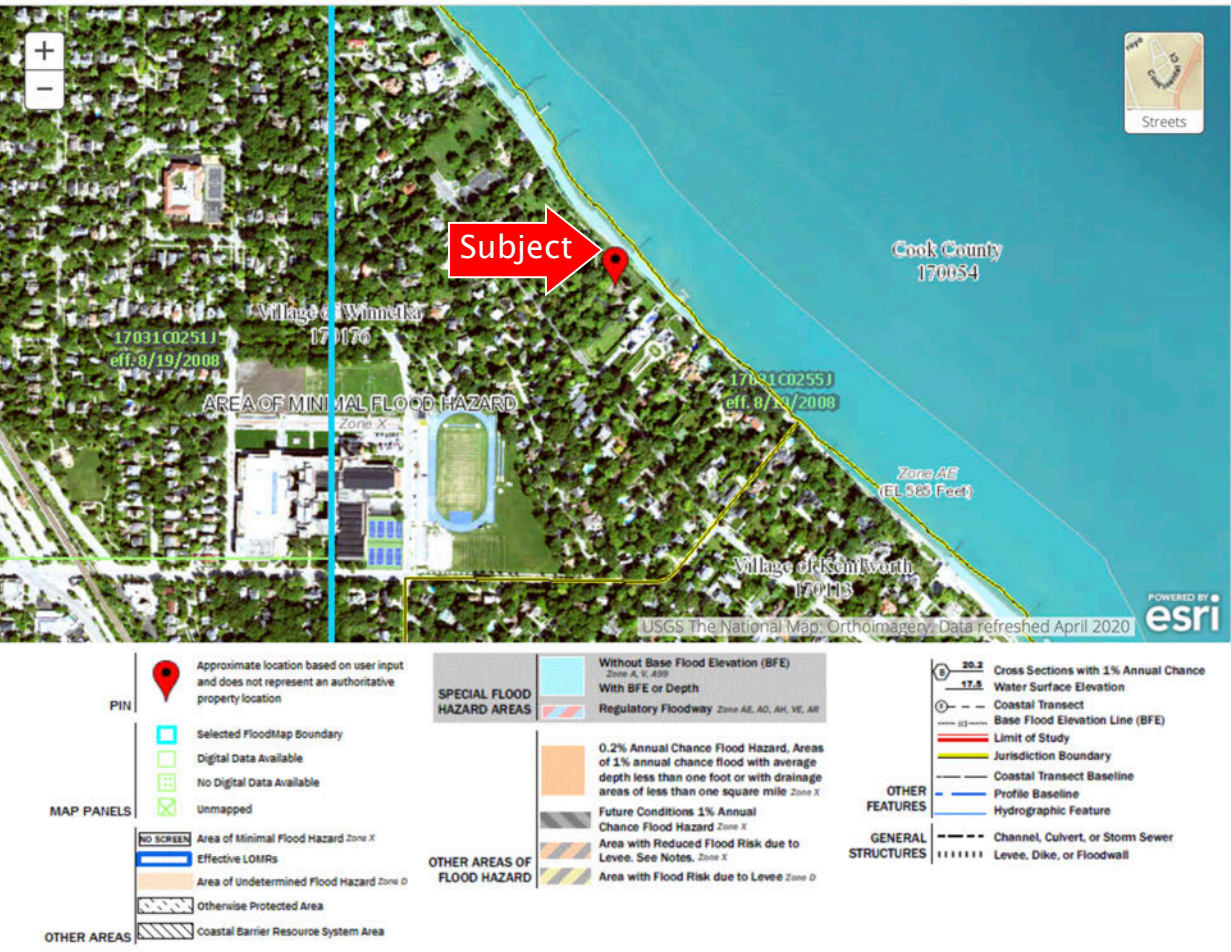 +
−
royo
Streets
Subject
Cook County
170054
Village of Winnetka
170176
17031C0251J
eff. 8/19/2008
17031C0255J
eff. 8/19/2008
AREA OF MINIMAL FLOOD HAZARD
Zone X
Zone AE
(EL 585 Feet)
Village of Kenilworth
170113
POWERED BY
esri
USGS The National Map: Orthoimagery. Data refreshed April 2020
PIN
Approximate location based on user input
and does not represent an authoritative
property location
MAP PANELS
Selected FloodMap Boundary
Digital Data Available
No Digital Data Available
Unmapped
OTHER AREAS
NO SCREEN Area of Minimal Flood Hazard Zone X
Effective LOMRs
Area of Undetermined Flood Hazard Zone D
Otherwise Protected Area
Coastal Barrier Resource System Area
SPECIAL FLOOD
HAZARD AREAS
Without Base Flood Elevation (BFE)
Zone A, V, A99
With BFE or Depth
Regulatory Floodway Zone AE, AO, AH, VE, AR
OTHER AREAS OF
FLOOD HAZARD
0.2% Annual Chance Flood Hazard, Areas
of 1% annual chance flood with average
depth less than one foot or with drainage
areas of less than one square mile Zone X
Future Conditions 1% Annual
Chance Flood Hazard Zone X
Area with Reduced Flood Risk due to
Levee. See Notes. Zone X
Area with Flood Risk due to Levee Zone D
OTHER
FEATURES
B 20.2 Cross Sections with 1% Annual Chance
17.5 Water Surface Elevation
8 Coastal Transect
513 Base Flood Elevation Line (BFE)
Limit of Study
Jurisdiction Boundary
Coastal Transect Baseline
Profile Baseline
Hydrographic Feature
GENERAL
STRUCTURES
Channel, Culvert, or Storm Sewer
Levee, Dike, or Floodwall